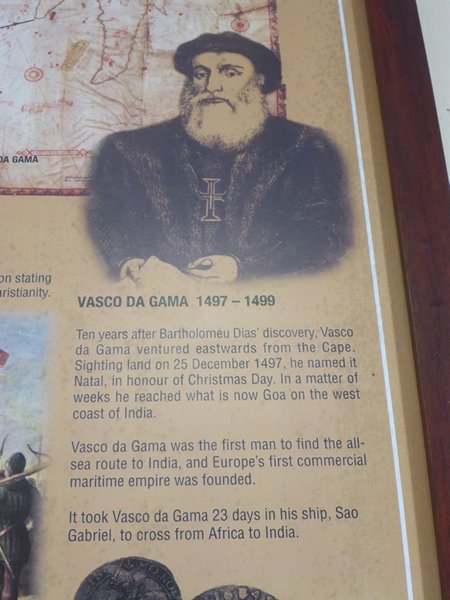 DA GAMA
on stating
ristianity.
VASCO DA GAMA 1497 – 1499
Ten years after Bartholomeu Dias' discovery, Vasco
da Gama ventured eastwards from the Cape.
Sighting land on 25 December 1497, he named it
Natal, in honour of Christmas Day. In a matter of
weeks he reached what is now Goa on the west
coast of India.
Vasco da Gama was the first man to find the all-
sea route to India, and Europe's first commercial
maritime empire was founded.
It took Vasco da Gama 23 days in his ship, Sao
Gabriel, to cross from Africa to India.